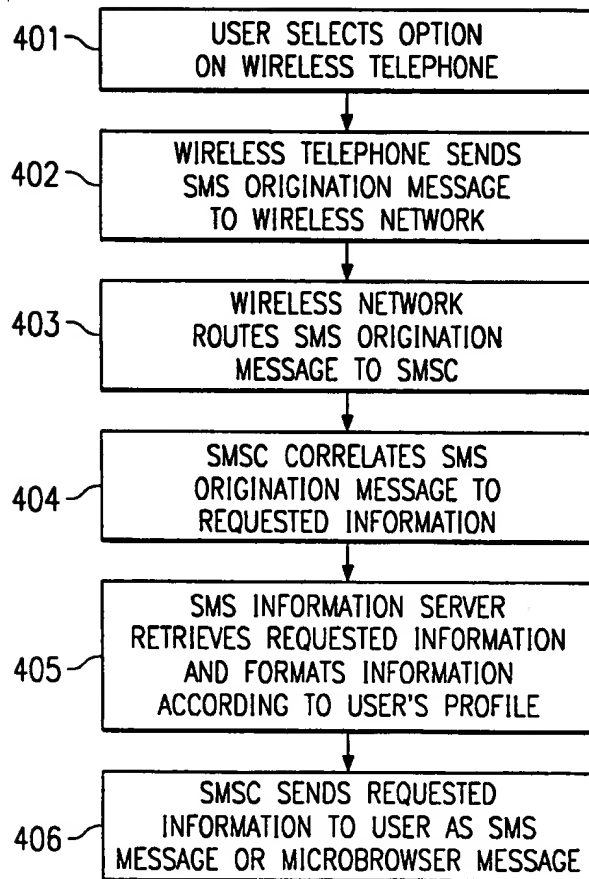 401
USER SELECTS OPTION
ON WIRELESS TELEPHONE
402
WIRELESS TELEPHONE SENDS
SMS ORIGINATION MESSAGE
TO WIRELESS NETWORK
403
WIRELESS NETWORK
ROUTES SMS ORIGINATION
MESSAGE TO SMSC
404
SMSC CORRELATES SMS
ORIGINATION MESSAGE TO
REQUESTED INFORMATION
405
SMS INFORMATION SERVER
RETRIEVES REQUESTED INFORMATION
AND FORMATS INFORMATION
ACCORDING TO USER'S PROFILE
406
SMSC SENDS REQUESTED
INFORMATION TO USER AS SMS
MESSAGE OR MICROBROWSER MESSAGE